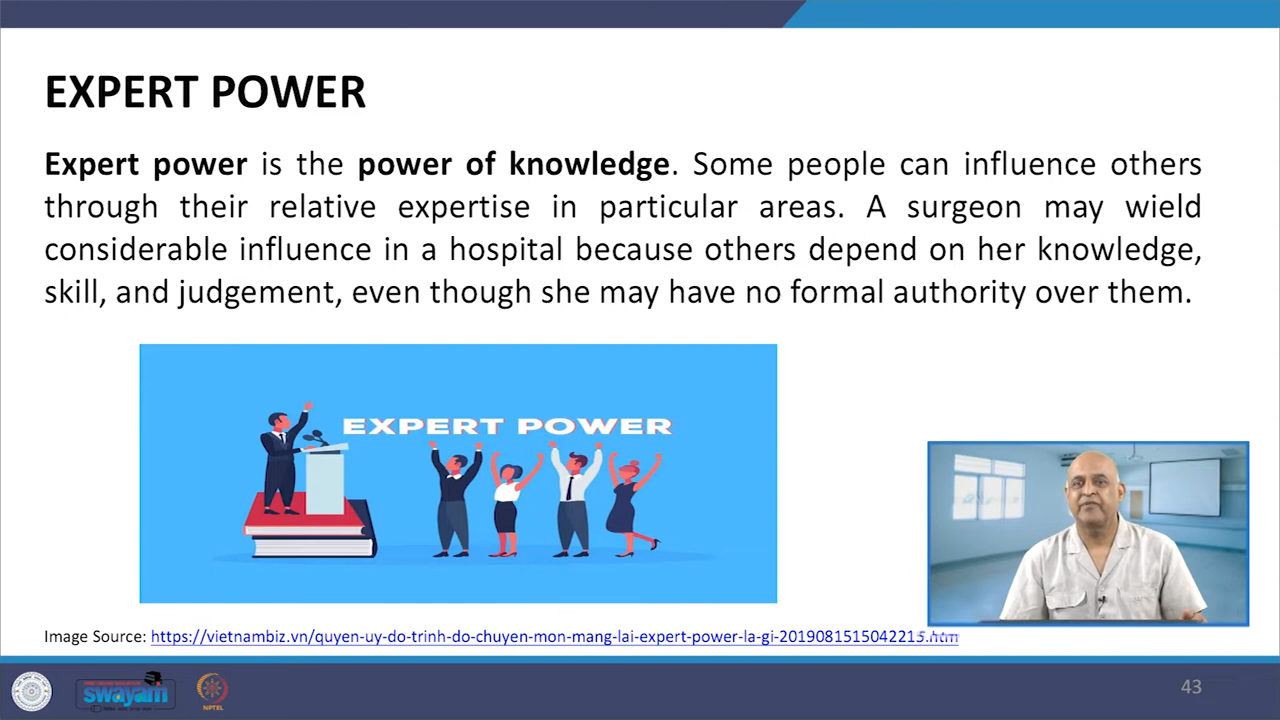 EXPERT POWER
Expert power is the power of knowledge. Some people can influence others
through their relative expertise in particular areas. A surgeon may wield
considerable influence in a hospital because others depend on her knowledge,
skill, and judgement, even though she may have no formal authority over them.
EXPERT POWER
Image Source: https://vietnambiz.vn/quyen-uy-do-trinh-do-chuyen-mon-mang-lai-expert-power-la-gi-2019081515042215.htm
swayam
NPTEL
43